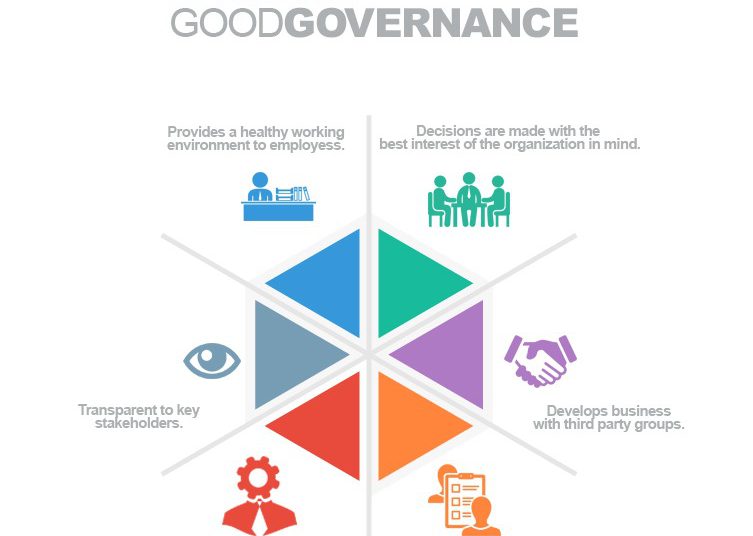 GOODGOVERNANCE
Provides a healthy working
environment to employess.
Decisions are made with the
best interest of the organization in mind.
Transparent to key
stakeholders.
Develops business
with third party groups.